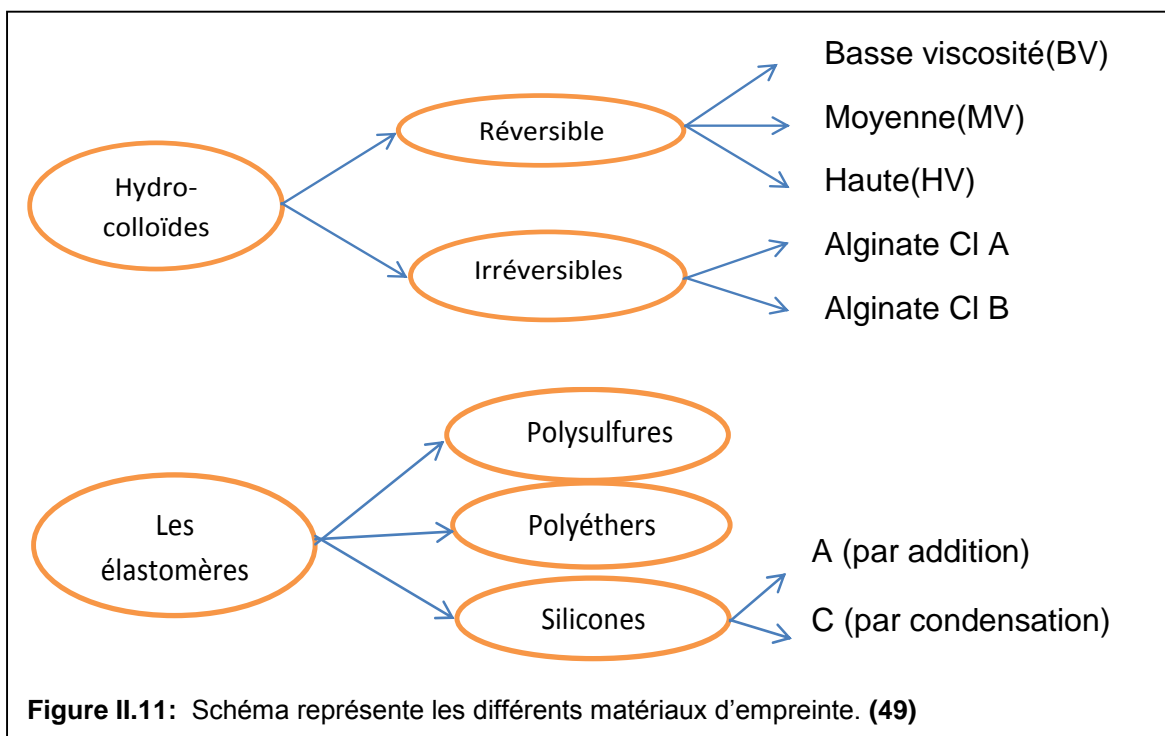 Hydro-
colloïdes
Réversible
Basse viscosité(BV)
Moyenne(MV)
Haute(HV)
Irréversibles
Alginate Cl A
Alginate Cl B
Les
élastomères
Polysulfures
Polyéthers
Silicones
A (par addition)
C (par condensation)
Figure II.11: Schéma représente les différents matériaux d’empreinte. (49)